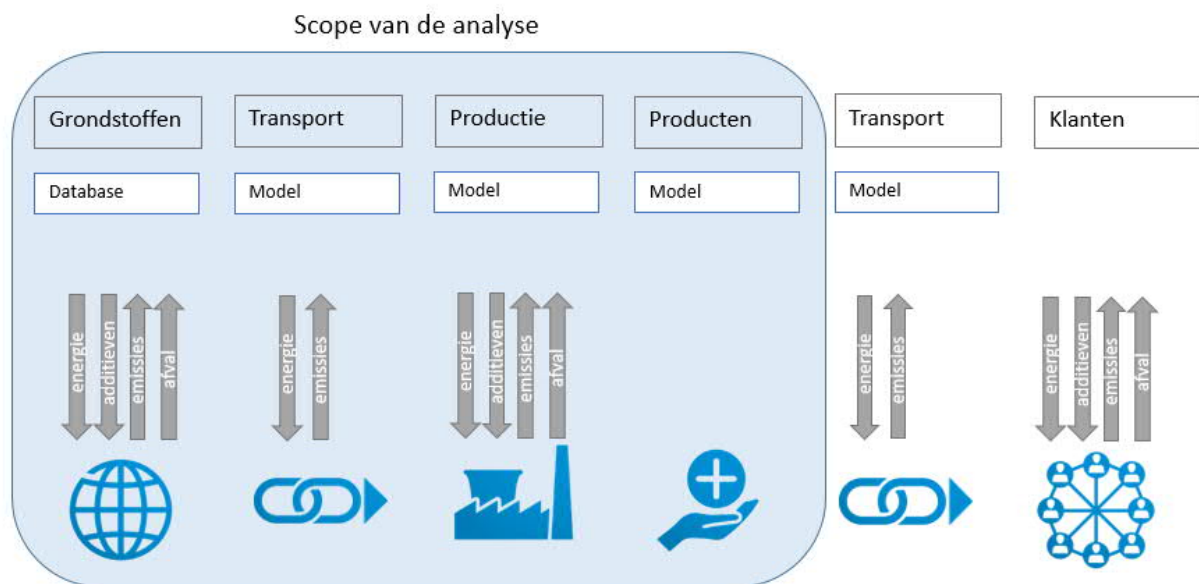 Scope van de analyse
Grondstoffen
Transport
Productie
Producten
Transport
Klanten
Database
Model
Model
Model
Model
energie
additieven
emissies
afval
energie
emissies
energie
additieven
emissies
afval
energie
emissies
energie
additieven
emissies
afval